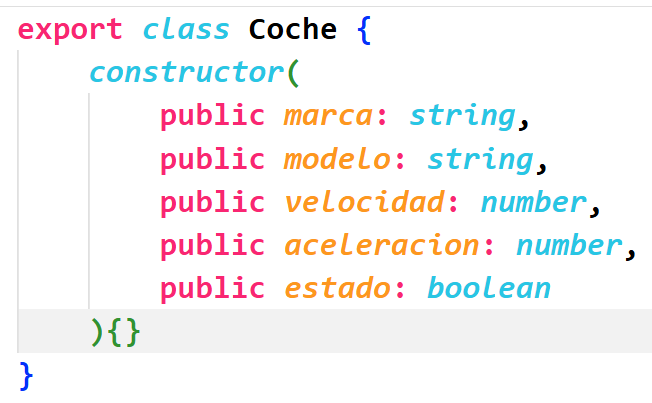 export class Coche {
constructor(
public marca: string,
public modelo: string,
public velocidad: number,
public aceleracion: number,
public estado: boolean
){}
}